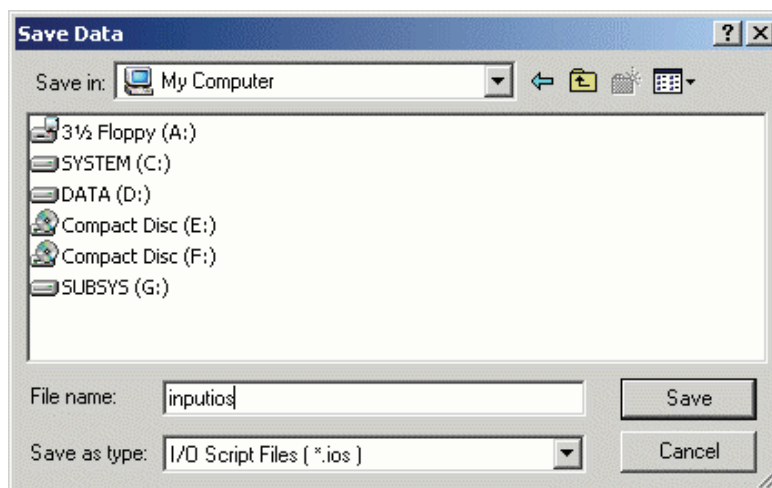 Save Data
Save in: My Computer
3½ Floppy (A:)
SYSTEM (C:)
DATA (D:)
Compact Disc (E:)
Compact Disc (F:)
SUBSYS (G:)
File name: inputios Save
Save as type: I/O Script Files ( *.ios ) Cancel